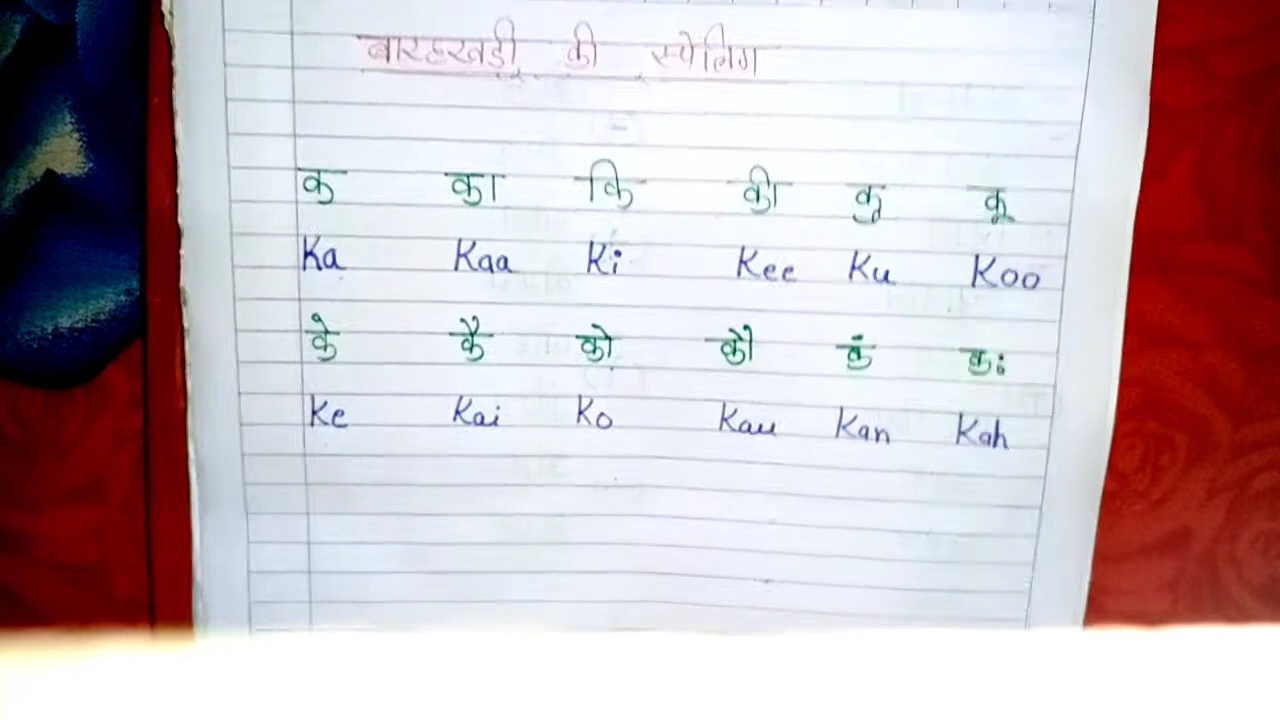 बारहखडी की स्पेलिग
क का कि की कु कू
Ka Kaa Ki Kee Ku Koo
के कै को कौ कं कः
Ke Kai Ko Kau Kan Kah